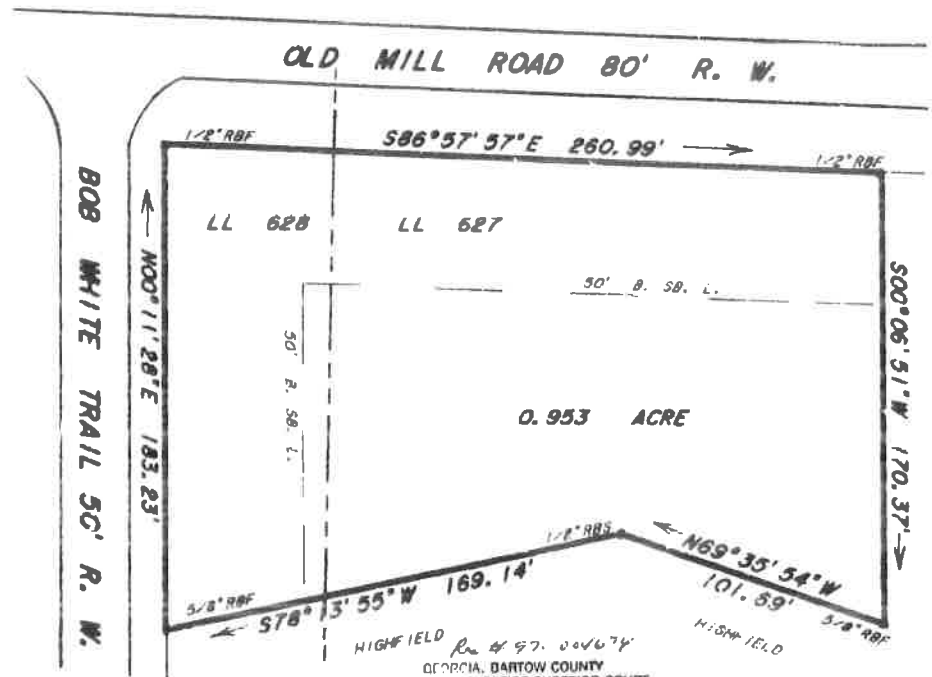 OLD MILL ROAD 80' R. W.
1/2" RBF
S86°57'57"E 260.99'
1/2" RBF
BOB WHITE TRAIL 50' R. W.
N00°11'28"E 183.23'
LL 628
LL 627
50' B. SB. L.
50' B. SB. L.
S00°06'51"W 170.37'
0.953 ACRE
1/2" RBS
N69°35'54"W
101.59'
5/8" RBF
S78°13'55"W 169.14'
5/8" RBF
HIGHFIELD
HIGHFIELD
GEORGIA, BARTOW COUNTY